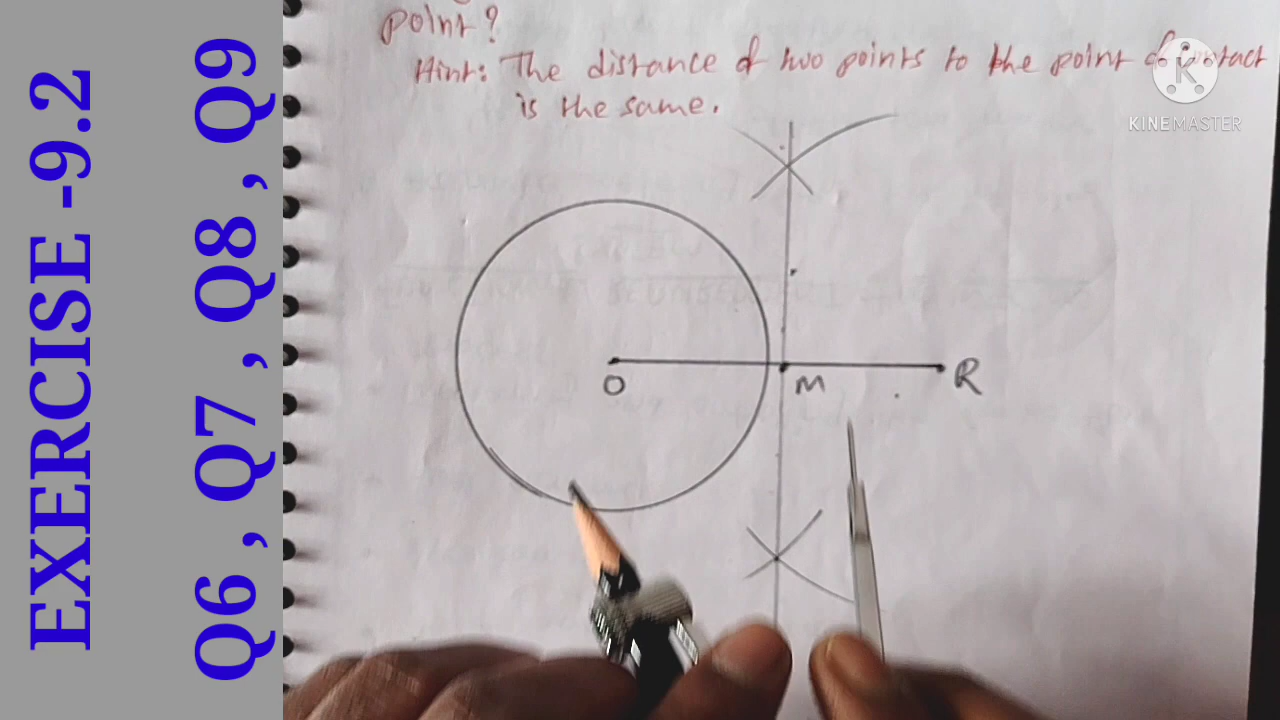 EXERCISE -9.2
Q6 , Q7 , Q8 , Q9
point?
Hint: The distance of two points to the point of contact
is the same.
KINEMASTER
O
M
R